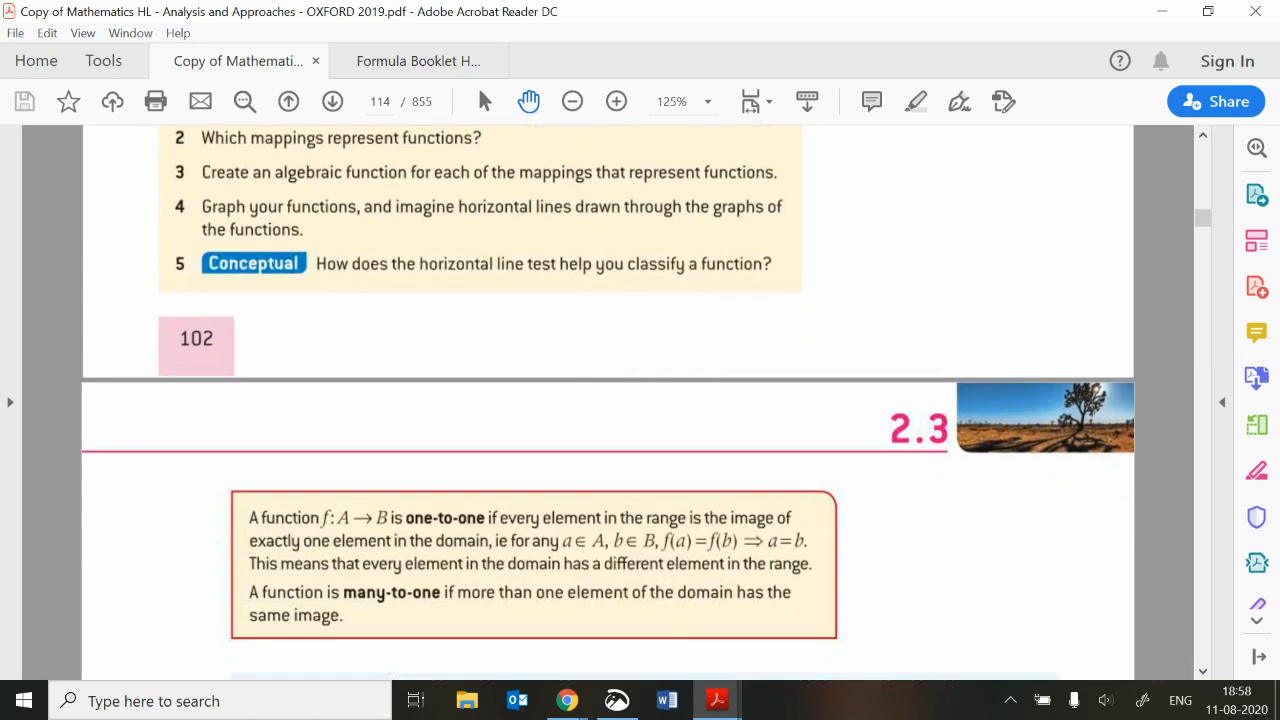 Copy of Mathematics HL - Analysis and Approaches - OXFORD 2019.pdf - Adobe Acrobat Reader DC
File Edit View Window Help
Home Tools Copy of Mathemati... × Formula Booklet H... ? Sign In
114 / 855 125% Share
2 Which mappings represent functions?
3 Create an algebraic function for each of the mappings that represent functions.
4 Graph your functions, and imagine horizontal lines drawn through the graphs of
the functions.
5 Conceptual How does the horizontal line test help you classify a function?
102
2.3
A function f: A → B is one-to-one if every element in the range is the image of
exactly one element in the domain, ie for any a ∈ A, b ∈ B, f(a) = f(b) ⇒ a = b.
This means that every element in the domain has a different element in the range.
A function is many-to-one if more than one element of the domain has the
same image.
Type here to search
ENG
18:58
11-08-2020